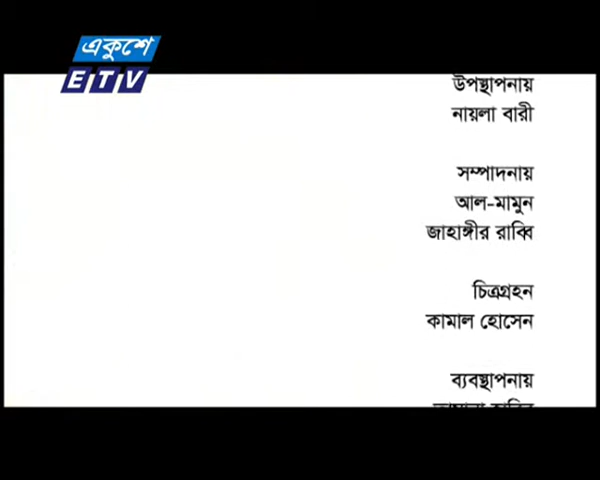 একুশে
ETV
উপস্থাপনায়
নায়লা বারী
সম্পাদনায়
আল-মামুন
জাহাঙ্গীর রাব্বি
চিত্রগ্রহন
কামাল হোসেন
ব্যবস্থাপনায়